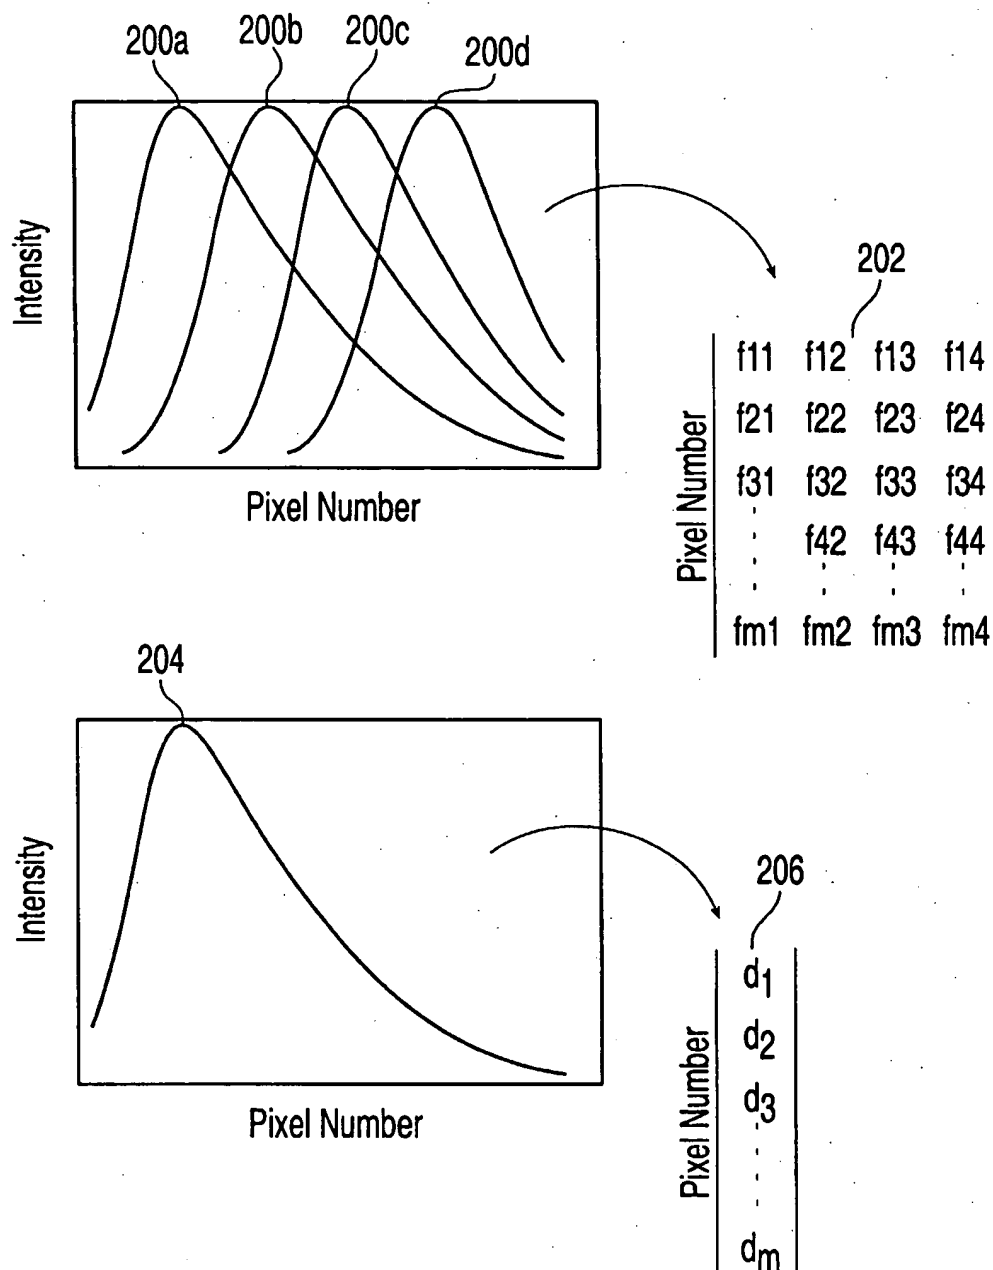 200a 200b 200c 200d
Intensity
Pixel Number
202
Pixel Number
f11 f12 f13 f14
f21 f22 f23 f24
f31 f32 f33 f34
f42 f43 f44
fm1 fm2 fm3 fm4
204
Intensity
Pixel Number
206
Pixel Number
d1
d2
d3
dm